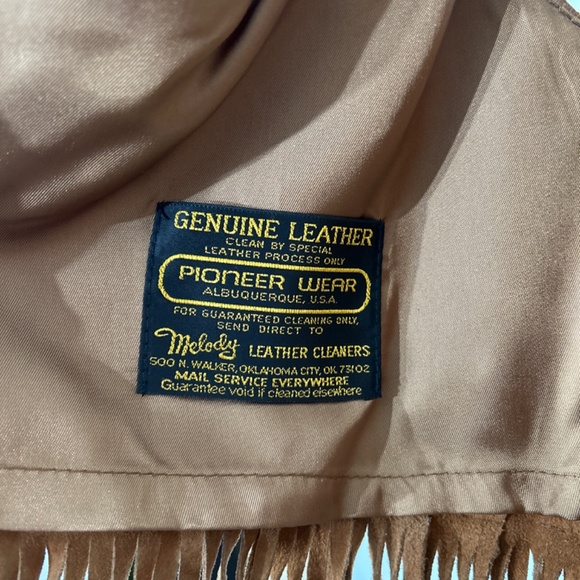 GENUINE LEATHER
CLEAN BY SPECIAL
LEATHER PROCESS ONLY
PIONEER WEAR
ALBUQUERQUE, U.S.A.
FOR GUARANTEED CLEANING ONLY,
SEND DIRECT TO
Melody LEATHER CLEANERS
500 N. WALKER, OKLAHOMA CITY, OK 73102
MAIL SERVICE EVERYWHERE
Guarantee void if cleaned elsewhere